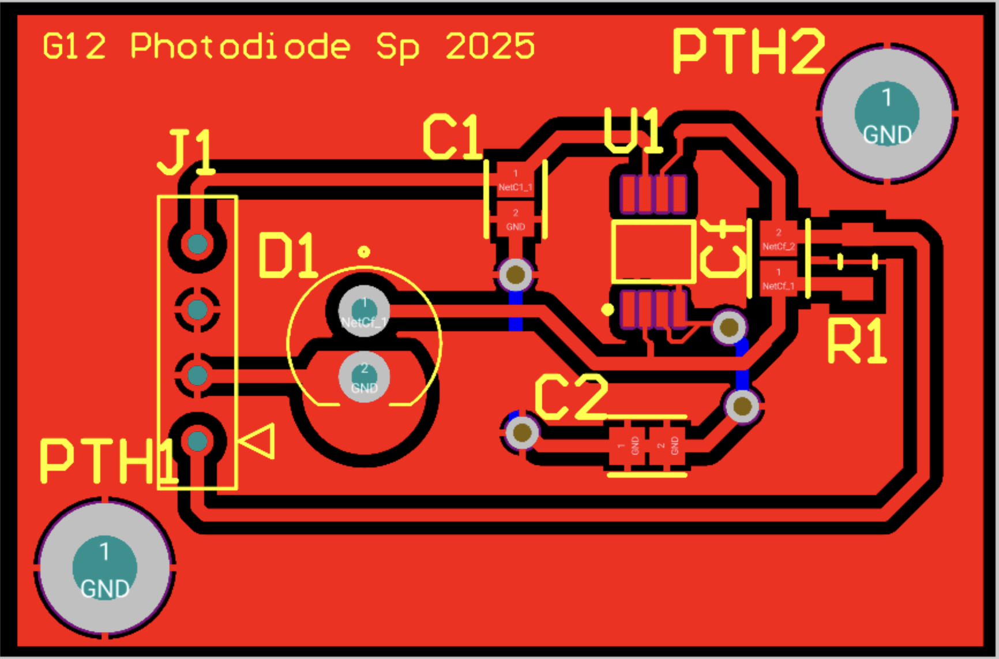 G12 Photodiode Sp 2025
PTH2
1
GND
U1
C1
J1
1
NetC1_1
2
GND
D1
Cf
2
NetCf_2
1
NetCf_1
1
NetCf_1
R1
2
GND
C2
1
GND
2
GND
PTH1
1
GND